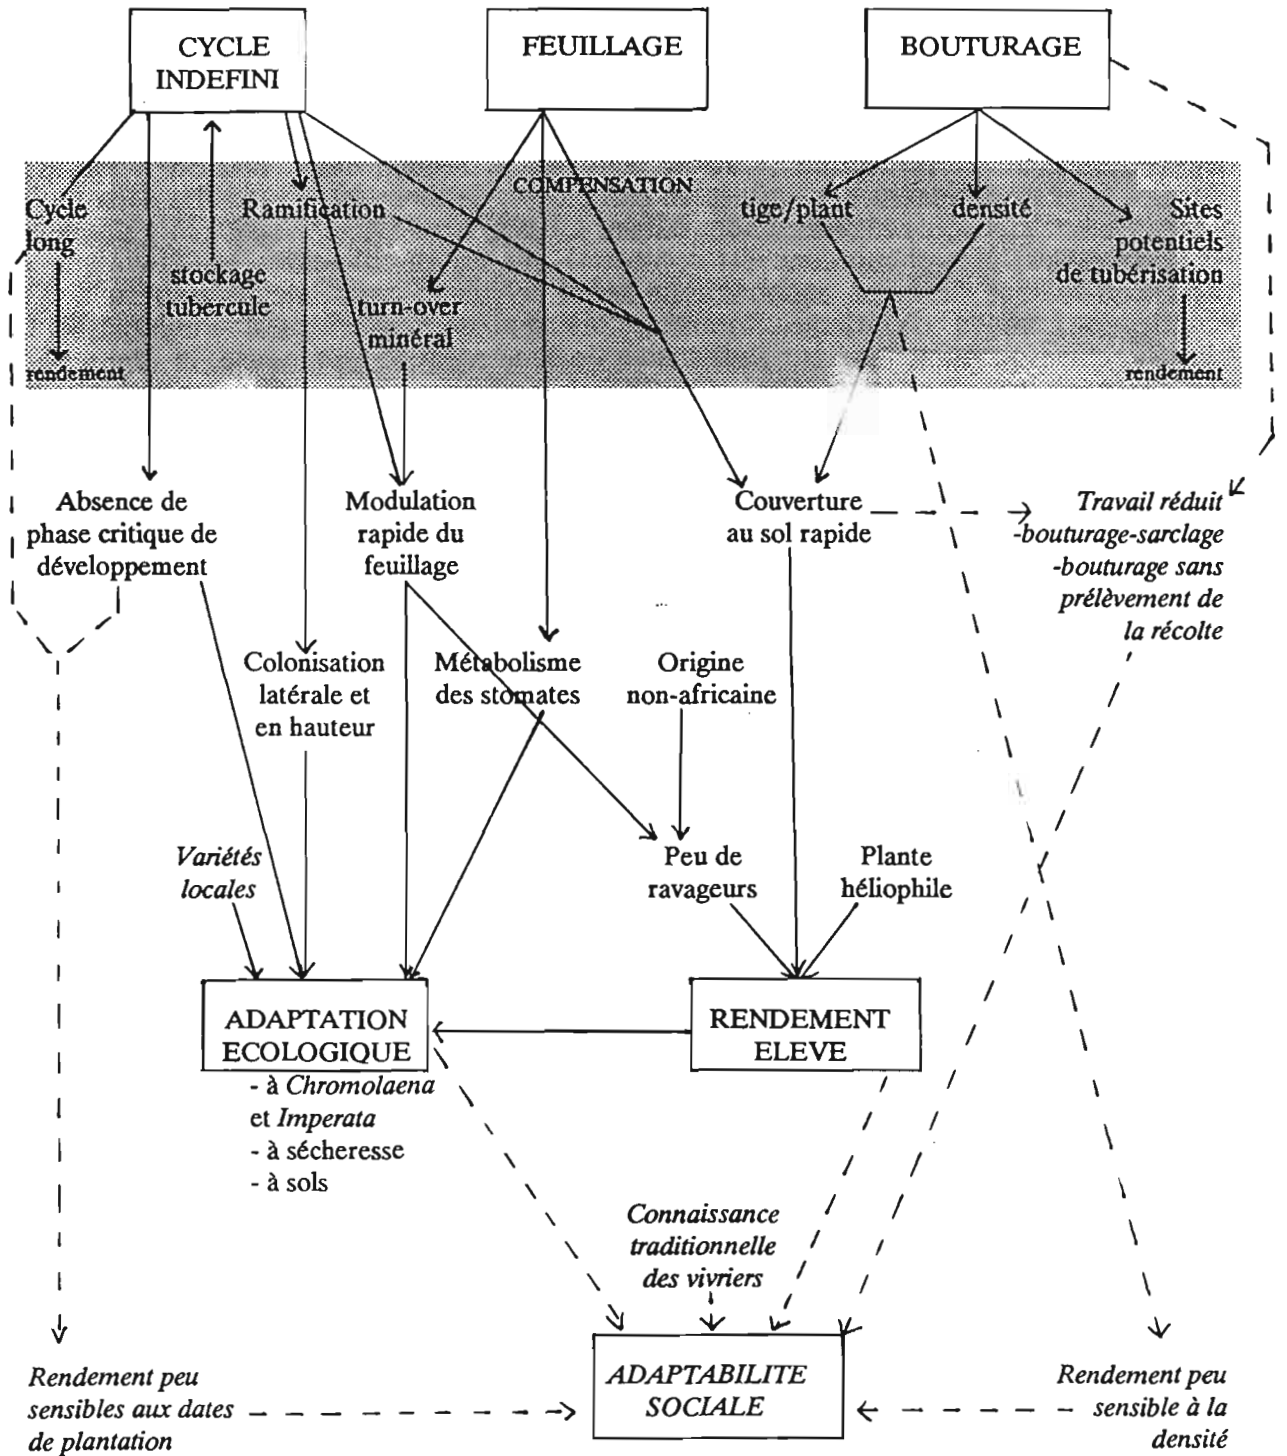 CYCLE
INDEFINI
FEUILLAGE
BOUTURAGE
COMPENSATION
Cycle
long
Ramification
tige/plant
densité
Sites
potentiels
de tubérisation
stockage
tubercule
turn-over
minéral
rendement
rendement
Absence de
phase critique de
développement
Modulation
rapide du
feuillage
Couverture
au sol rapide
Travail réduit
-bouturage-sarclage
-bouturage sans
prélèvement de
la récolte
Colonisation
latérale et
en hauteur
Métabolisme
des stomates
Origine
non-africaine
Variétés
locales
Peu de
ravageurs
Plante
héliophile
ADAPTATION
ECOLOGIQUE
RENDEMENT
ELEVE
- à Chromolaena
et Imperata
- à sécheresse
- à sols
Connaissance
traditionnelle
des vivriers
Rendement peu
sensibles aux dates
de plantation
ADAPTABILITE
SOCIALE
Rendement peu
sensible à la
densité